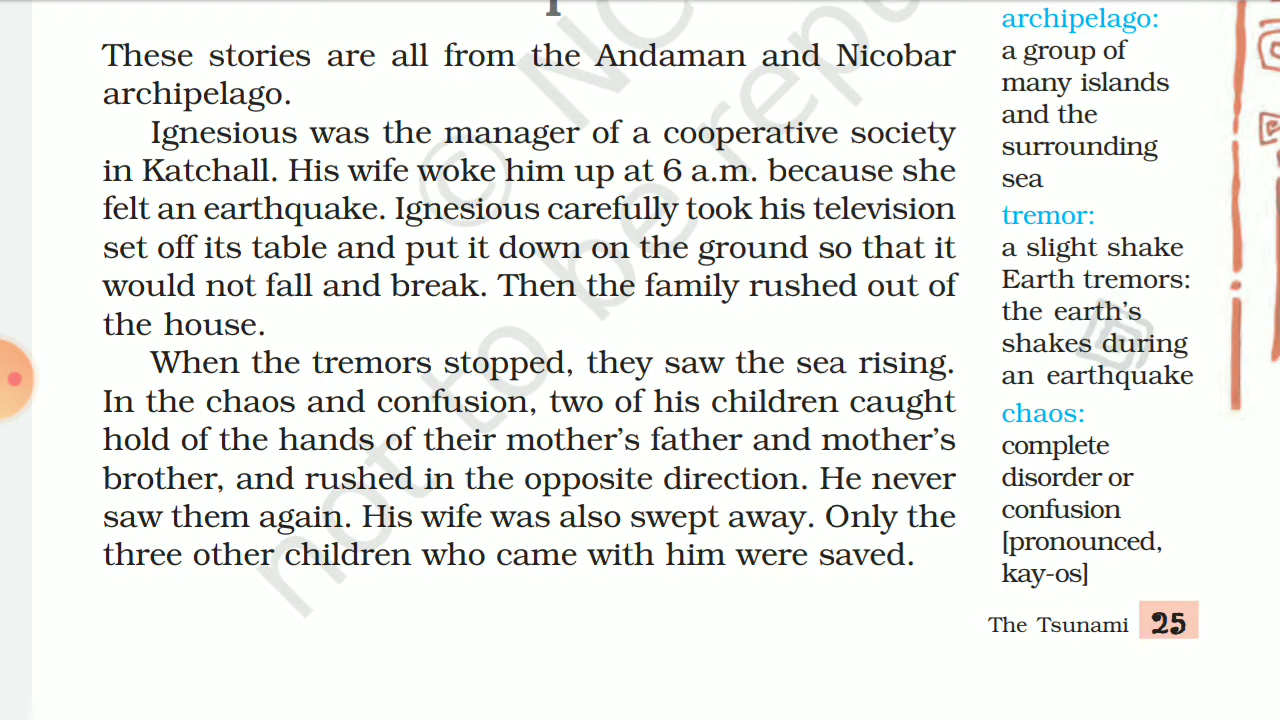 These stories are all from the Andaman and Nicobar
archipelago.
Ignesious was the manager of a cooperative society
in Katchall. His wife woke him up at 6 a.m. because she
felt an earthquake. Ignesious carefully took his television
set off its table and put it down on the ground so that it
would not fall and break. Then the family rushed out of
the house.
When the tremors stopped, they saw the sea rising.
In the chaos and confusion, two of his children caught
hold of the hands of their mother's father and mother's
brother, and rushed in the opposite direction. He never
saw them again. His wife was also swept away. Only the
three other children who came with him were saved.
archipelago:
a group of
many islands
and the
surrounding
sea
tremor:
a slight shake
Earth tremors:
the earth's
shakes during
an earthquake
chaos:
complete
disorder or
confusion
[pronounced,
kay-os]
The Tsunami 25
© NC
not to be repu